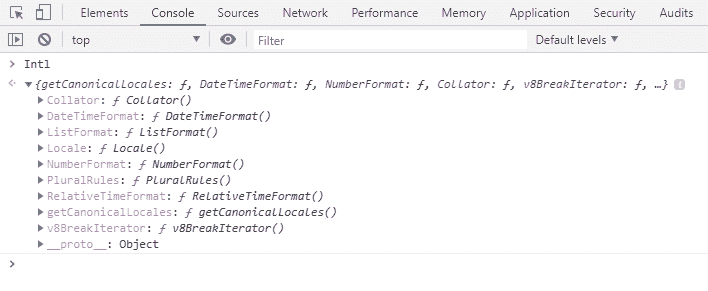 Elements Console Sources Network Performance Memory Application Security Audits
top Filter Default levels
Intl
{getCanonicalLocales: ƒ, DateTimeFormat: ƒ, NumberFormat: ƒ, Collator: ƒ, v8BreakIterator: ƒ, …} i
Collator: ƒ Collator()
DateTimeFormat: ƒ DateTimeFormat()
ListFormat: ƒ ListFormat()
Locale: ƒ Locale()
NumberFormat: ƒ NumberFormat()
PluralRules: ƒ PluralRules()
RelativeTimeFormat: ƒ RelativeTimeFormat()
getCanonicalLocales: ƒ getCanonicalLocales()
v8BreakIterator: ƒ v8BreakIterator()
__proto__: Object